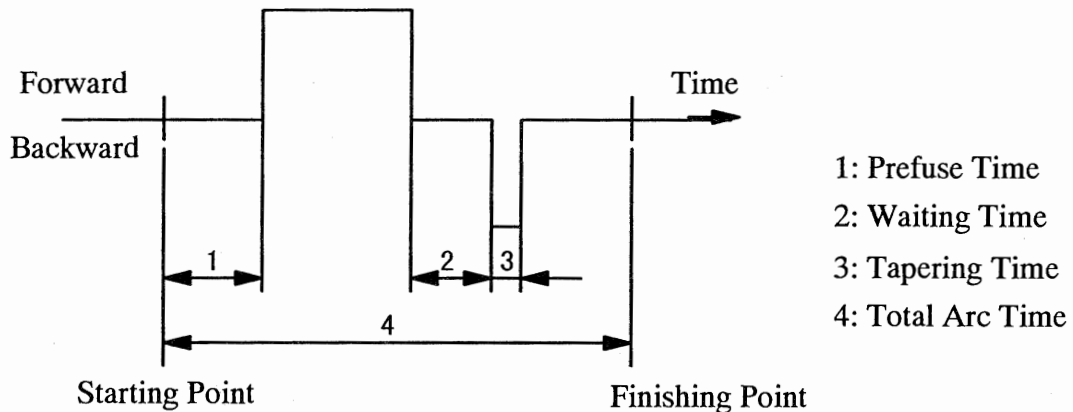 Forward
Time
Backward
1: Prefuse Time
2: Waiting Time
1
2
3
3: Tapering Time
4
4: Total Arc Time
Starting Point
Finishing Point